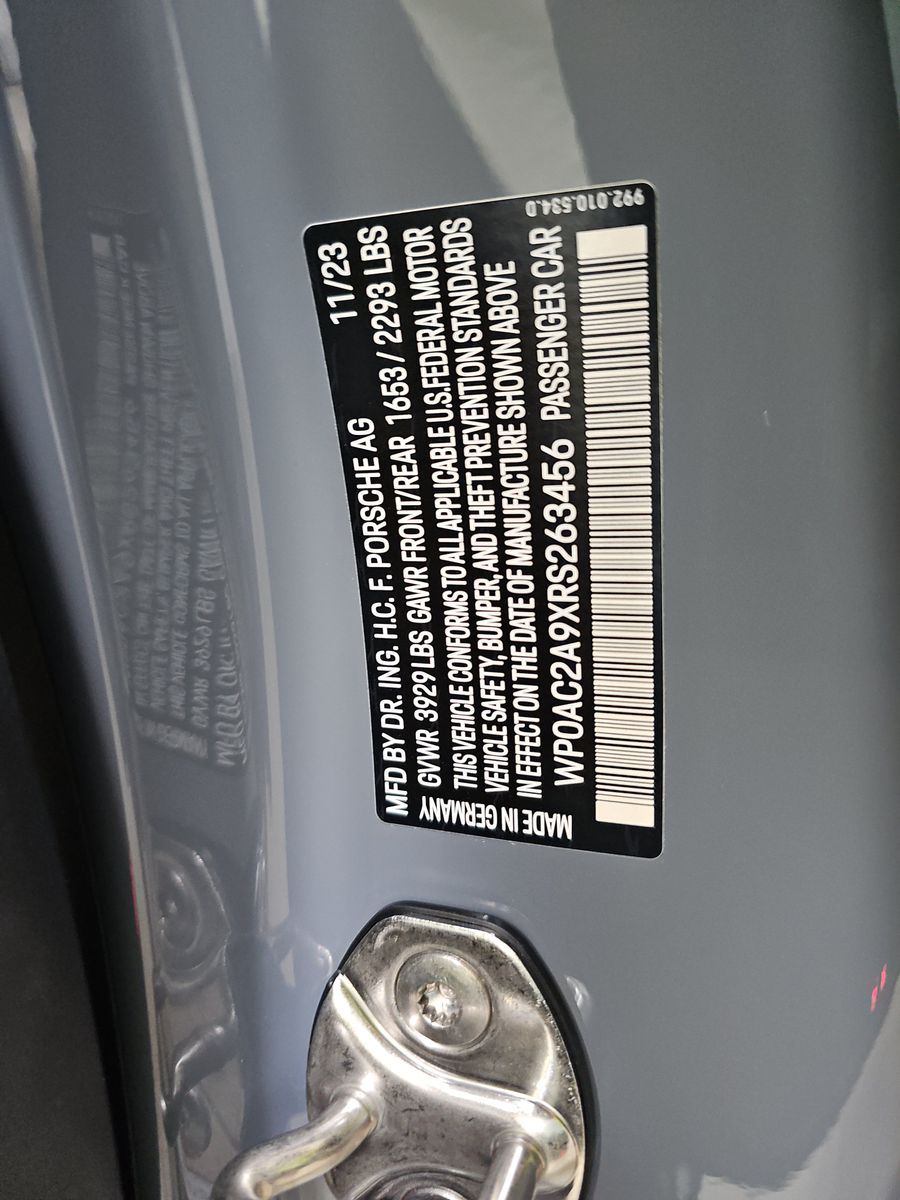 MFD BY DR. ING. H.C. F. PORSCHE AG 11/23
GVWR 3929 LBS GAWR FRONT/REAR 1653 / 2293 LBS
THIS VEHICLE CONFORMS TO ALL APPLICABLE U.S. FEDERAL MOTOR
VEHICLE SAFETY, BUMPER, AND THEFT PREVENTION STANDARDS
IN EFFECT ON THE DATE OF MANUFACTURE SHOWN ABOVE
WP0AC2A9XRS263456 PASSENGER CAR
MADE IN GERMANY
992.010.534.D